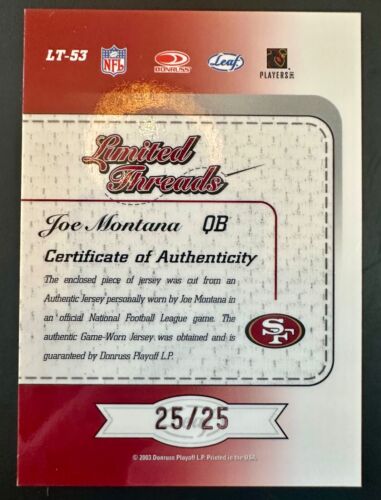 LT-53
NFL
DONRUSS
Leaf
PLAYERS INC
Limited
Threads
Joe Montana QB
Certificate of Authenticity
The enclosed piece of jersey was cut from an
Authentic Jersey personally worn by Joe Montana in
an official National Football League game. The
authentic Game-Worn Jersey was obtained and is
guaranteed by Donruss Playoff L.P.
SF
25/25
© 2003 Donruss Playoff L.P. Printed in the USA.